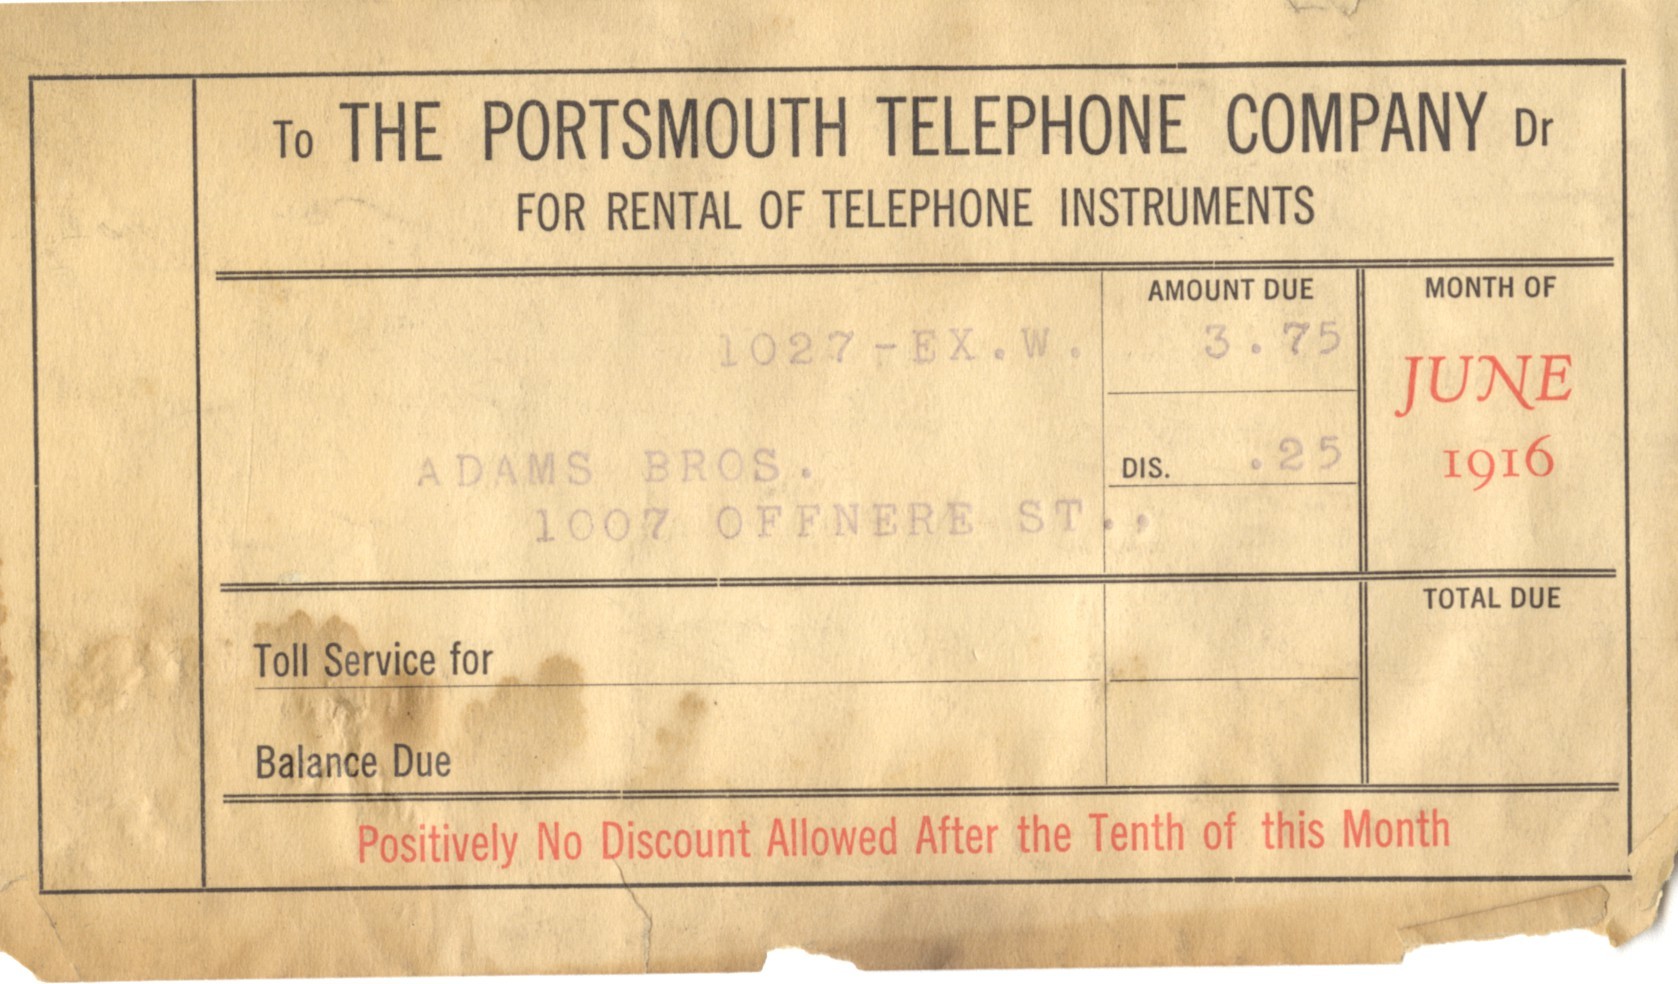 To THE PORTSMOUTH TELEPHONE COMPANY Dr
FOR RENTAL OF TELEPHONE INSTRUMENTS
AMOUNT DUE
MONTH OF
1027-EX.W. 3.75
JUNE
1916
DIS. .25
ADAMS BROS.
1007 OFFNERE ST.,
TOTAL DUE
Toll Service for
Balance Due
Positively No Discount Allowed After the Tenth of this Month